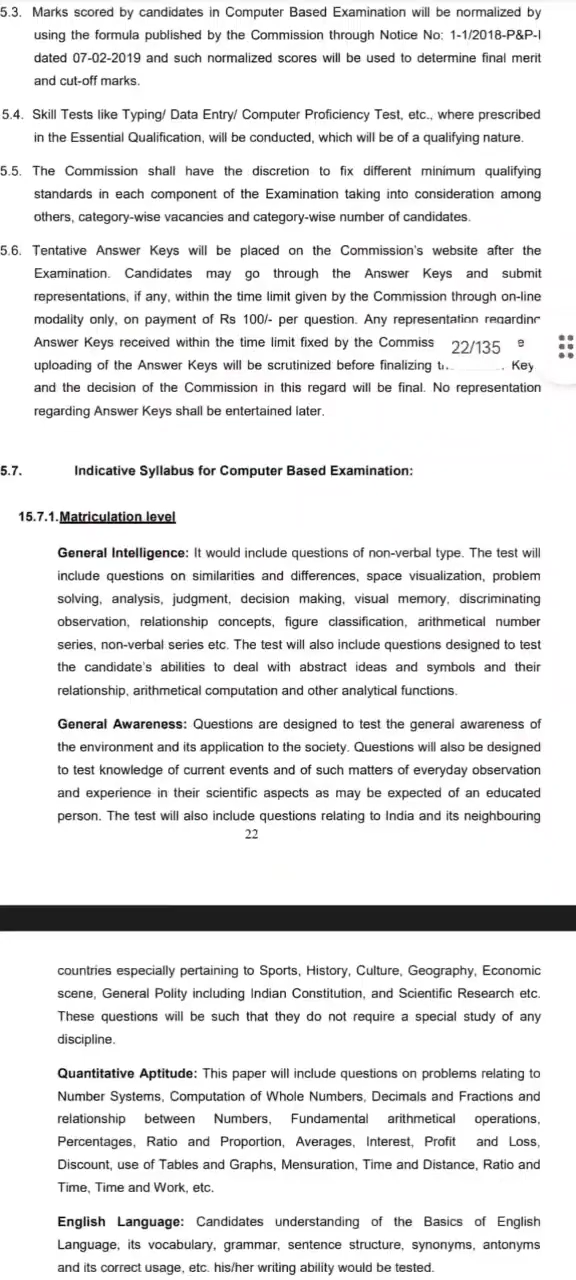 5.3. Marks scored by candidates in Computer Based Examination will be normalized by
using the formula published by the Commission through Notice No: 1-1/2018-P&P-I
dated 07-02-2019 and such normalized scores will be used to determine final merit
and cut-off marks.
5.4. Skill Tests like Typing/ Data Entry/ Computer Proficiency Test, etc., where prescribed
in the Essential Qualification, will be conducted, which will be of a qualifying nature.
5.5. The Commission shall have the discretion to fix different minimum qualifying
standards in each component of the Examination taking into consideration among
others, category-wise vacancies and category-wise number of candidates.
5.6. Tentative Answer Keys will be placed on the Commission's website after the
Examination. Candidates may go through the Answer Keys and submit
representations, if any, within the time limit given by the Commission through on-line
modality only, on payment of Rs 100/- per question. Any representation regarding
Answer Keys received within the time limit fixed by the Commiss 22/135 e
uploading of the Answer Keys will be scrutinized before finalizing Key
and the decision of the Commission in this regard will be final. No representation
regarding Answer Keys shall be entertained later.
5.7. Indicative Syllabus for Computer Based Examination:
15.7.1.Matriculation level
General Intelligence: It would include questions of non-verbal type. The test will
include questions on similarities and differences, space visualization, problem
solving, analysis, judgment, decision making, visual memory, discriminating
observation, relationship concepts, figure classification, arithmetical number
series, non-verbal series etc. The test will also include questions designed to test
the candidate's abilities to deal with abstract ideas and symbols and their
relationship, arithmetical computation and other analytical functions.
General Awareness: Questions are designed to test the general awareness of
the environment and its application to the society. Questions will also be designed
to test knowledge of current events and of such matters of everyday observation
and experience in their scientific aspects as may be expected of an educated
person. The test will also include questions relating to India and its neighbouring
22
countries especially pertaining to Sports, History, Culture, Geography, Economic
scene, General Polity including Indian Constitution, and Scientific Research etc.
These questions will be such that they do not require a special study of any
discipline.
Quantitative Aptitude: This paper will include questions on problems relating to
Number Systems, Computation of Whole Numbers, Decimals and Fractions and
relationship between Numbers, Fundamental arithmetical operations,
Percentages, Ratio and Proportion, Averages, Interest, Profit and Loss,
Discount, use of Tables and Graphs, Mensuration, Time and Distance, Ratio and
Time, Time and Work, etc.
English Language: Candidates understanding of the Basics of English
Language, its vocabulary, grammar, sentence structure, synonyms, antonyms
and its correct usage, etc. his/her writing ability would be tested.